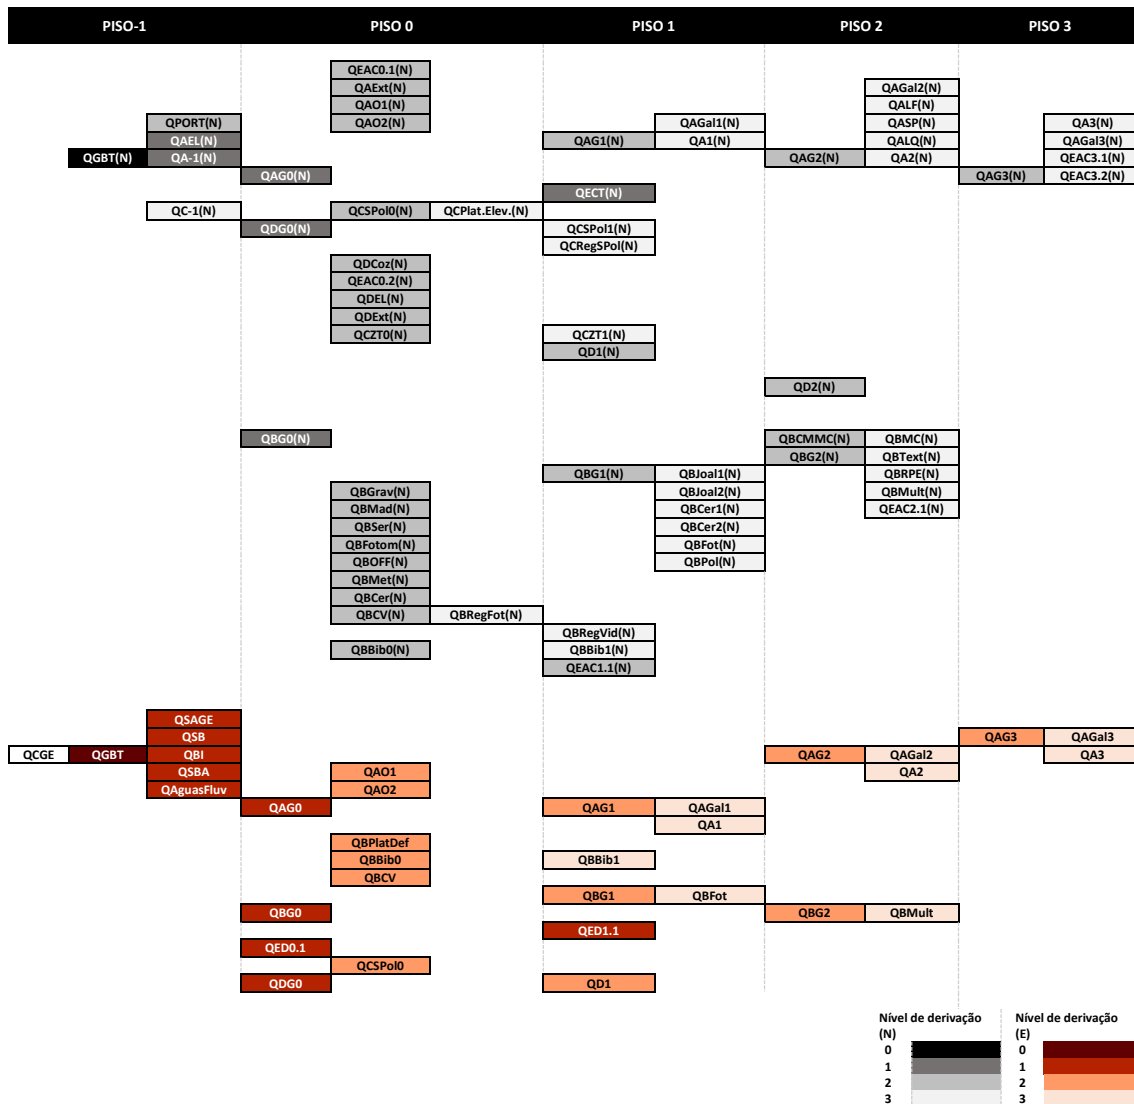 PISO-1 PISO 0 PISO 1 PISO 2 PISO 3
QEAC0.1(N)
QAExt(N) QAGal2(N)
QAO1(N) QALF(N)
QPORT(N) QAO2(N) QAGal1(N) QASP(N) QA3(N)
QAEL(N) QAG1(N) QA1(N) QALQ(N) QAGal3(N)
QGBT(N) QA-1(N) QAG2(N) QA2(N) QEAC3.1(N)
QAG0(N) QAG3(N) QEAC3.2(N)
QECT(N)
QC-1(N) QCSPol0(N) QCPlat.Elev.(N)
QDG0(N) QCSPol1(N)
QCRegSPol(N)
QDCoz(N)
QEAC0.2(N)
QDEL(N)
QDExt(N)
QCZT0(N) QCZT1(N)
QD1(N)
QD2(N)
QBG0(N) QBCMMC(N) QBMC(N)
QBG2(N) QBText(N)
QBG1(N) QBJoal1(N) QBRPE(N)
QBGrav(N) QBJoal2(N) QBMult(N)
QBMad(N) QBCer1(N) QEAC2.1(N)
QBSer(N) QBCer2(N)
QBFotom(N) QBFot(N)
QBOFF(N) QBPol(N)
QBMet(N)
QBCer(N)
QBCV(N) QBRegFot(N)
QBRegVid(N)
QBBib0(N) QBBib1(N)
QEAC1.1(N)
QSAGE
QSB QAG3 QAGal3
QCGE QGBT QBI QAG2 QAGal2 QA3
QSBA QAO1 QA2
QAguasFluv QAO2
QAG0 QAG1 QAGal1
QA1
QBPlatDef
QBBib0 QBBib1
QBCV
QBG1 QBFot
QBG0 QBG2 QBMult
QED1.1
QED0.1
QCSPol0
QDG0 QD1
Nível de derivação Nível de derivação
(N) (E)
0 0
1 1
2 2
3 3